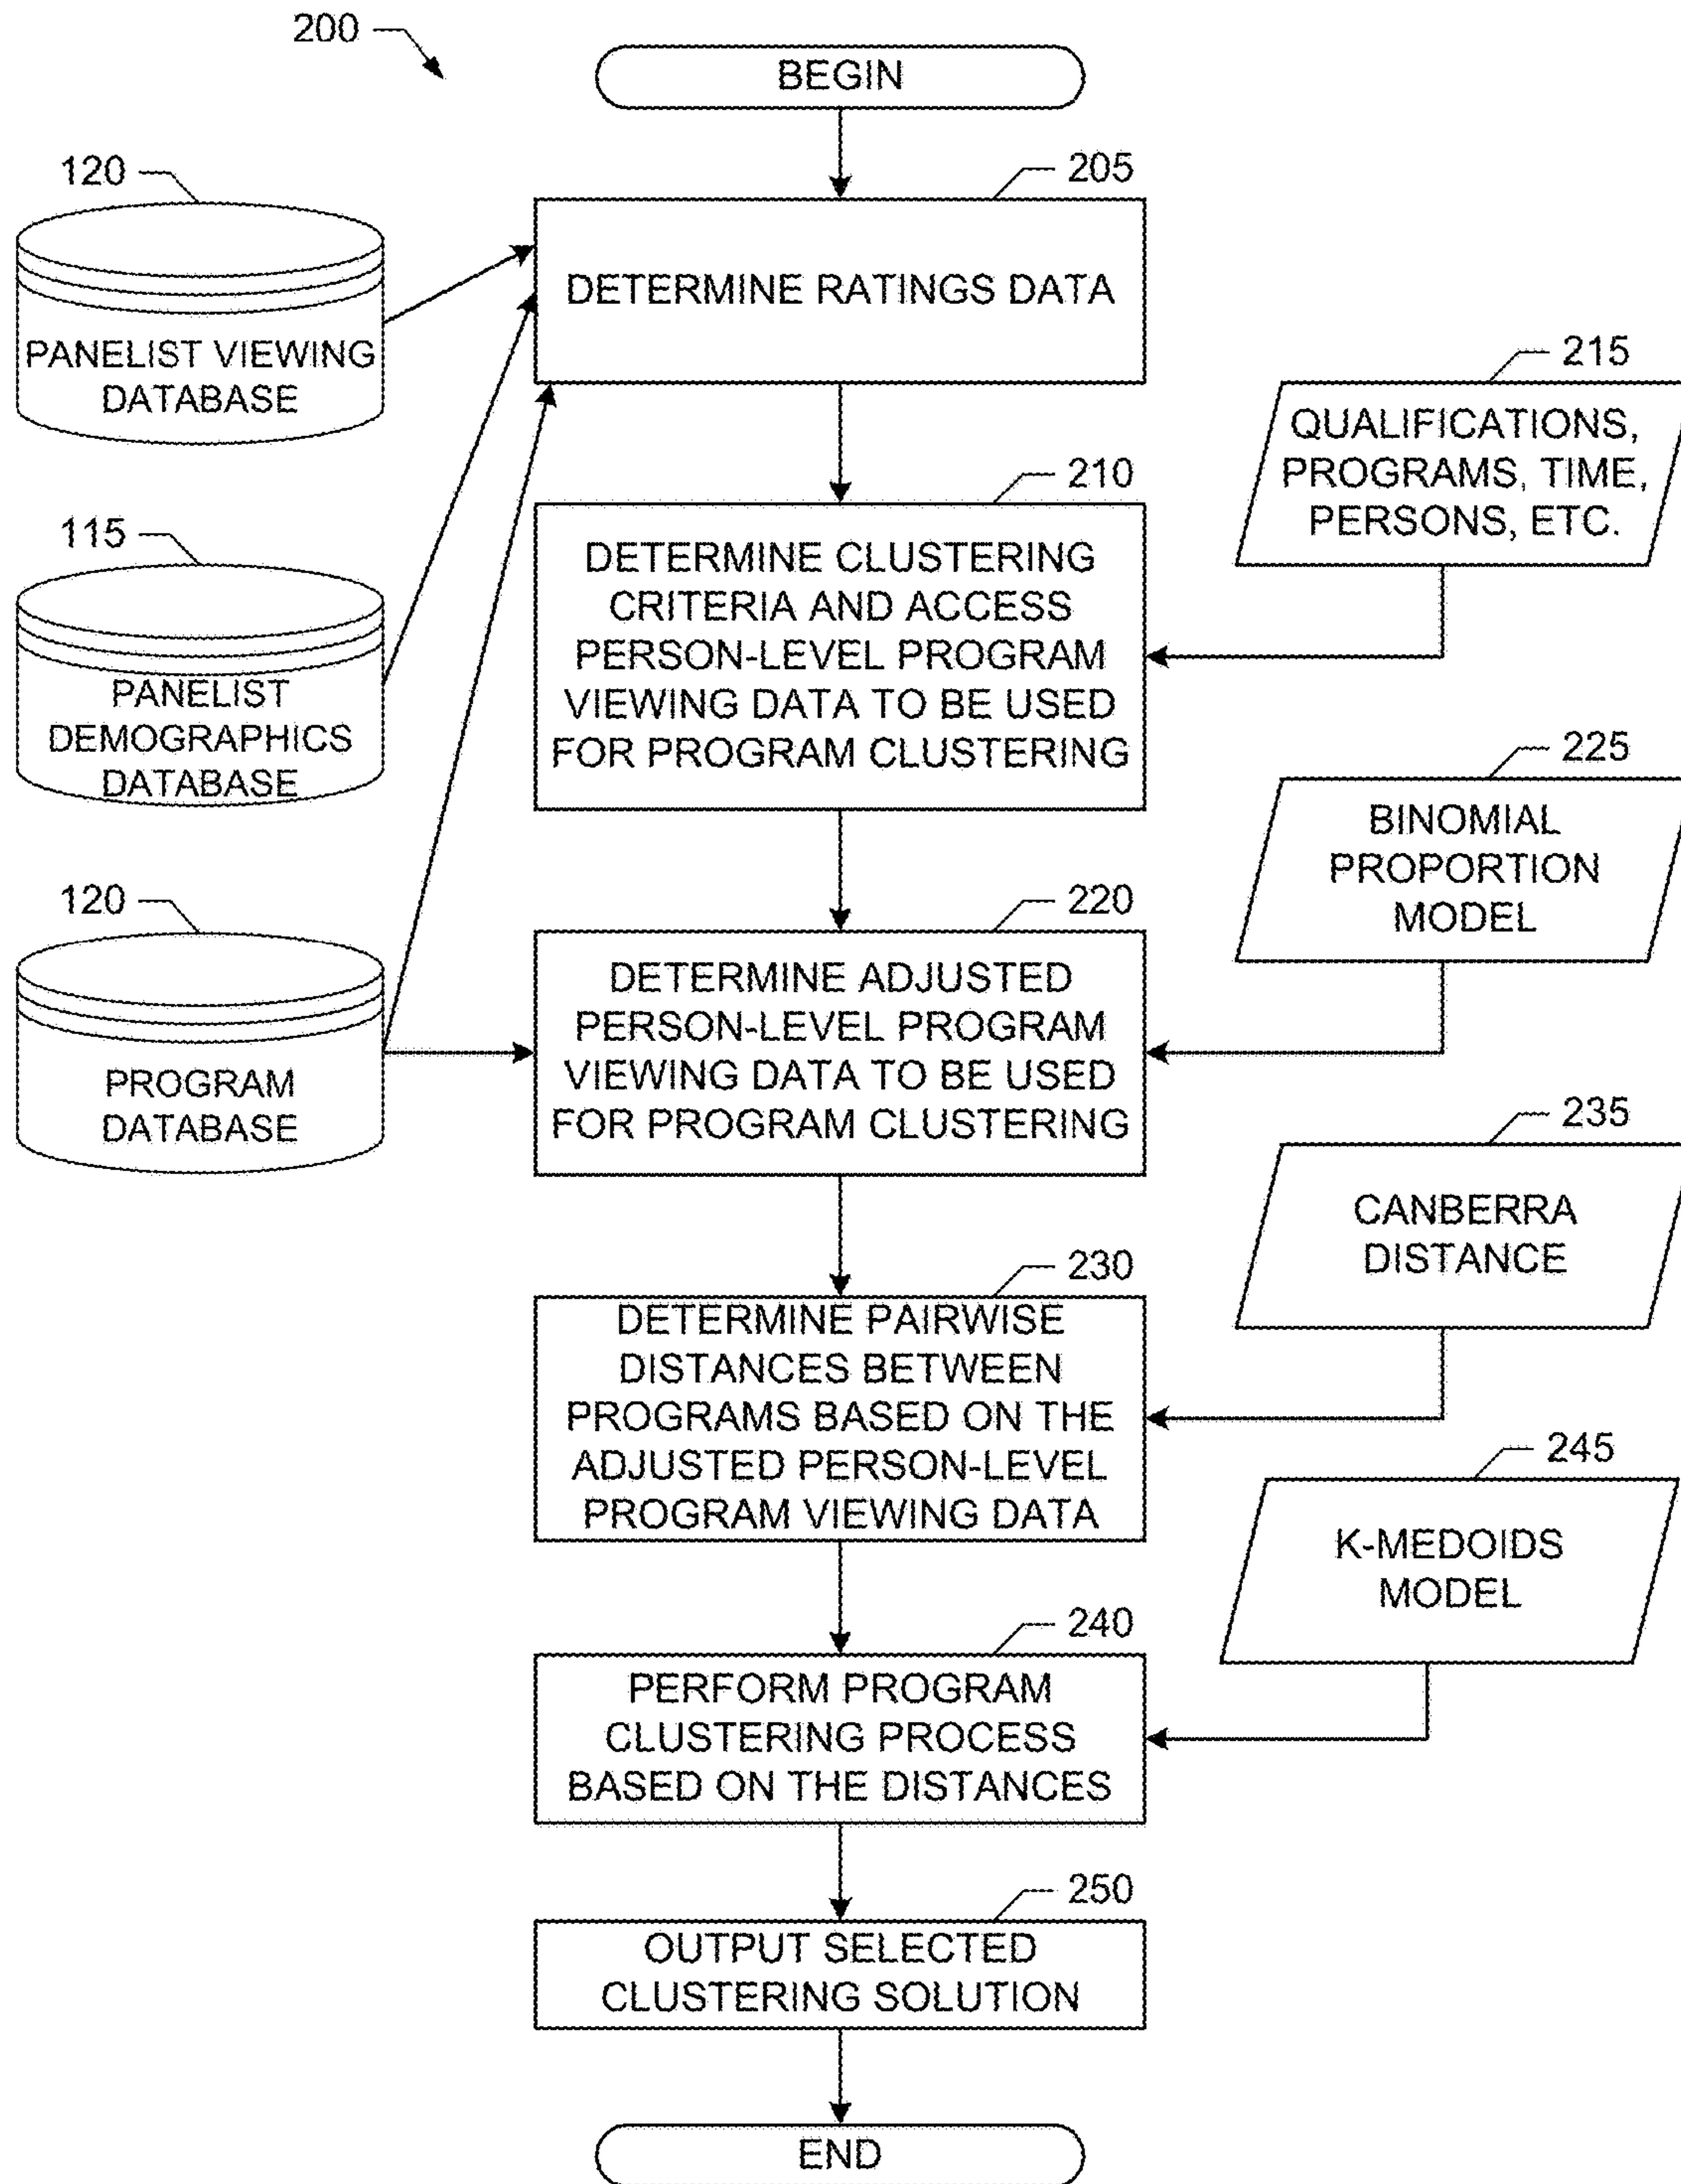 200
BEGIN
120
PANELIST VIEWING
DATABASE
205
DETERMINE RATINGS DATA
215
QUALIFICATIONS,
PROGRAMS, TIME,
PERSONS, ETC.
115
PANELIST
DEMOGRAPHICS
DATABASE
210
DETERMINE CLUSTERING
CRITERIA AND ACCESS
PERSON-LEVEL PROGRAM
VIEWING DATA TO BE USED
FOR PROGRAM CLUSTERING
225
BINOMIAL
PROPORTION
MODEL
120
PROGRAM
DATABASE
220
DETERMINE ADJUSTED
PERSON-LEVEL PROGRAM
VIEWING DATA TO BE USED
FOR PROGRAM CLUSTERING
235
CANBERRA
DISTANCE
230
DETERMINE PAIRWISE
DISTANCES BETWEEN
PROGRAMS BASED ON THE
ADJUSTED PERSON-LEVEL
PROGRAM VIEWING DATA
245
K-MEDOIDS
MODEL
240
PERFORM PROGRAM
CLUSTERING PROCESS
BASED ON THE DISTANCES
250
OUTPUT SELECTED
CLUSTERING SOLUTION
END